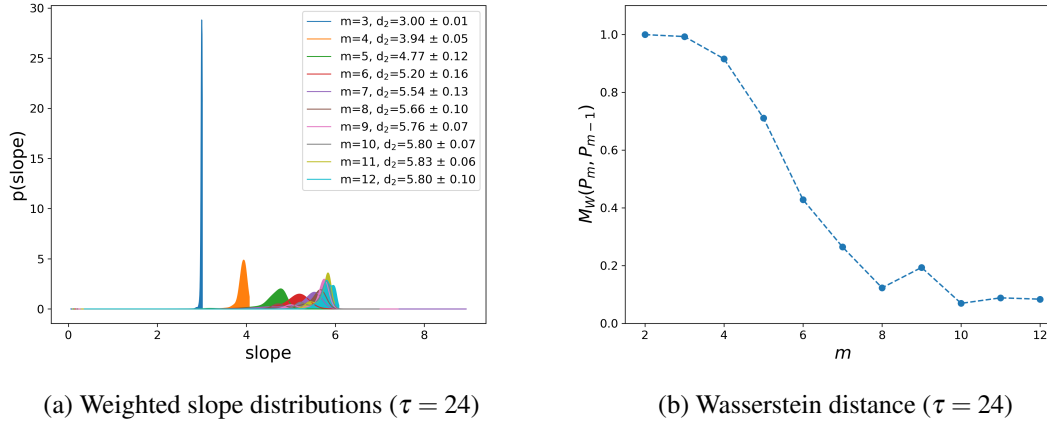 30
25
20
15
10
5
0
p(slope)
0 2 4 6 8
slope
m=3, d₂=3.00 ± 0.01
m=4, d₂=3.94 ± 0.05
m=5, d₂=4.77 ± 0.12
m=6, d₂=5.20 ± 0.16
m=7, d₂=5.54 ± 0.13
m=8, d₂=5.66 ± 0.10
m=9, d₂=5.76 ± 0.07
m=10, d₂=5.80 ± 0.07
m=11, d₂=5.83 ± 0.06
m=12, d₂=5.80 ± 0.10
(a) Weighted slope distributions (τ = 24)
1.0
0.8
0.6
0.4
0.2
0.0
M_W(P_m, P_{m−1})
2 4 6 8 10 12
m
(b) Wasserstein distance (τ = 24)